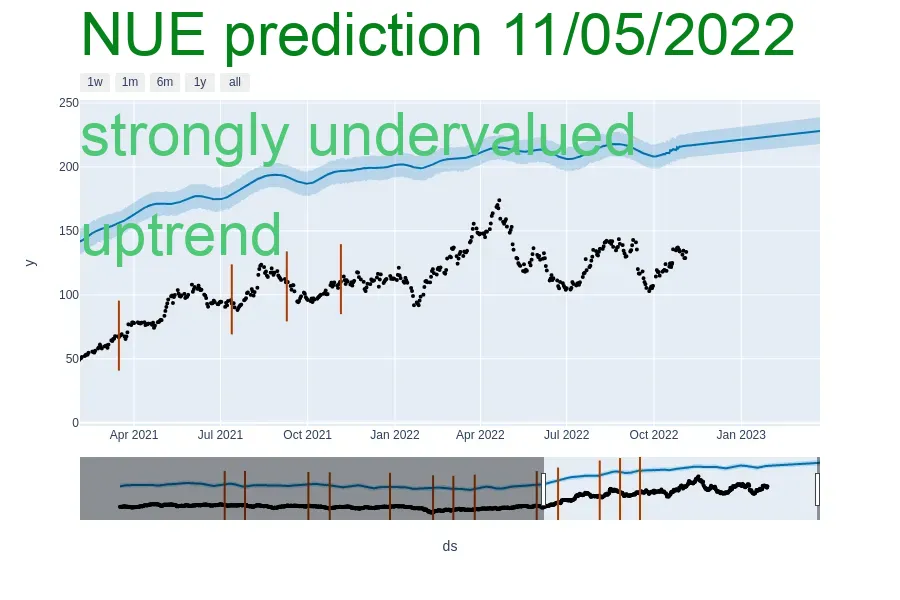 NUE prediction 11/05/2022
1w 1m 6m 1y all
strongly undervalued
uptrend
250
200
150
100
50
0
y
Apr 2021 Jul 2021 Oct 2021 Jan 2022 Apr 2022 Jul 2022 Oct 2022 Jan 2023
ds